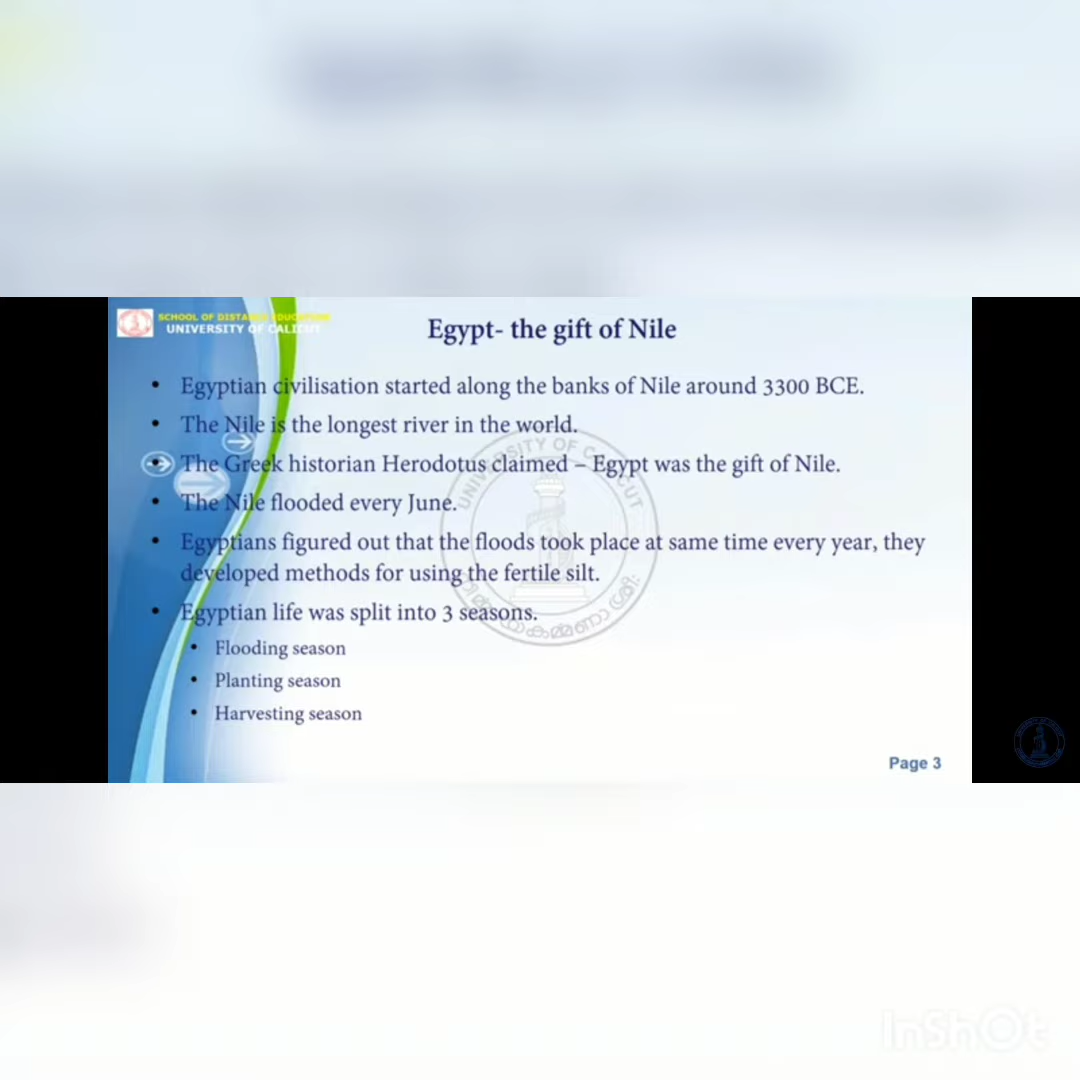 SCHOOL OF DISTANCE EDUCATION
UNIVERSITY OF CALICUT
Egypt- the gift of Nile
• Egyptian civilisation started along the banks of Nile around 3300 BCE.
• The Nile is the longest river in the world.
• The Greek historian Herodotus claimed – Egypt was the gift of Nile.
• The Nile flooded every June.
• Egyptians figured out that the floods took place at same time every year, they
developed methods for using the fertile silt.
• Egyptian life was split into 3 seasons.
• Flooding season
• Planting season
• Harvesting season
UNIVERSITY OF CALICUT
Page 3
InShOt